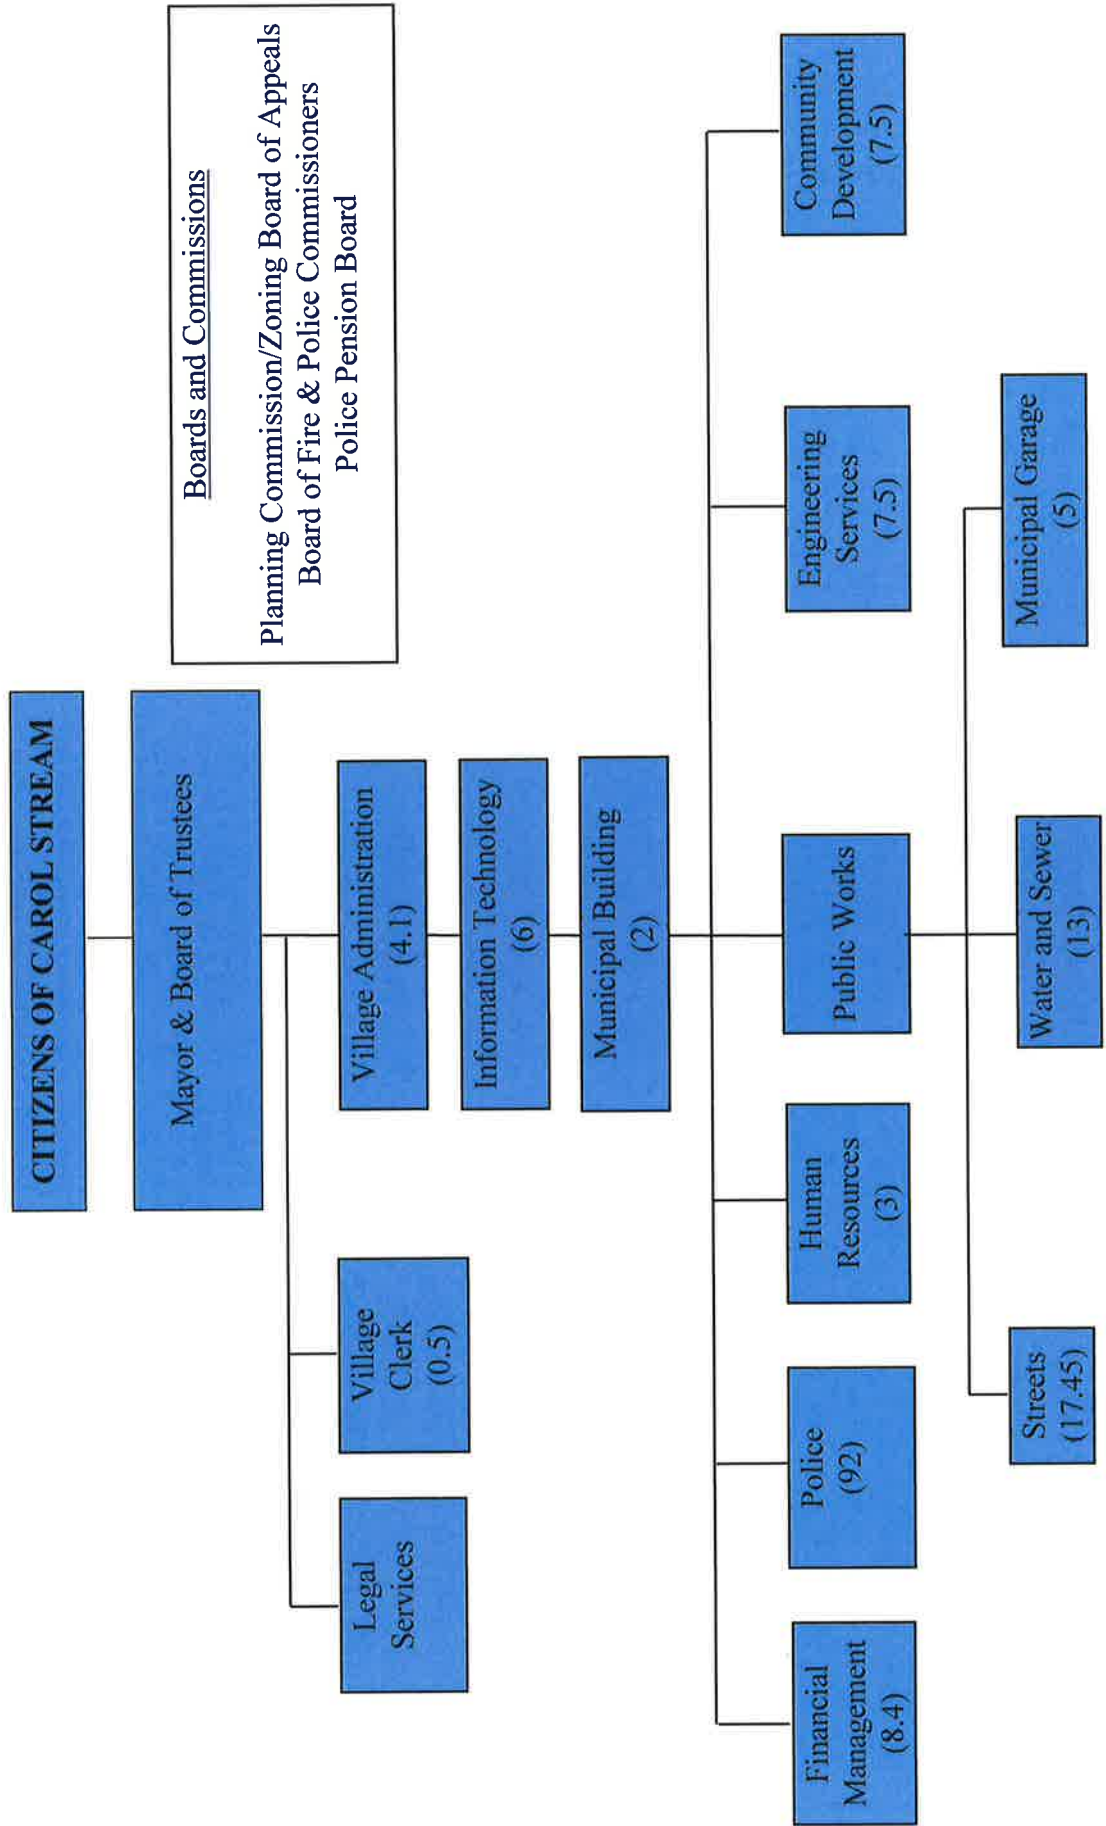 CITIZENS OF CAROL STREAM
Mayor & Board of Trustees
Boards and Commissions
Planning Commission/Zoning Board of Appeals
Board of Fire & Police Commissioners
Police Pension Board
Legal
Services
Village
Clerk
(0.5)
Village Administration
(4.1)
Information Technology
(6)
Municipal Building
(2)
Financial
Management
(8.4)
Police
(92)
Human
Resources
(3)
Public Works
Engineering
Services
(7.5)
Community
Development
(7.5)
Streets
(17.45)
Water and Sewer
(13)
Municipal Garage
(5)